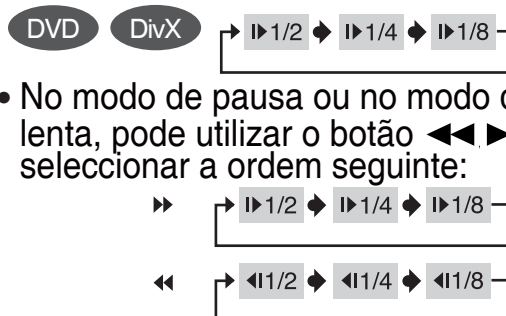 DVD DivX 1/2 1/4 1/8
• No modo de pausa ou no modo
lenta, pode utilizar o botão
seleccionar a ordem seguinte:
1/2 1/4 1/8
1/2 1/4 1/8